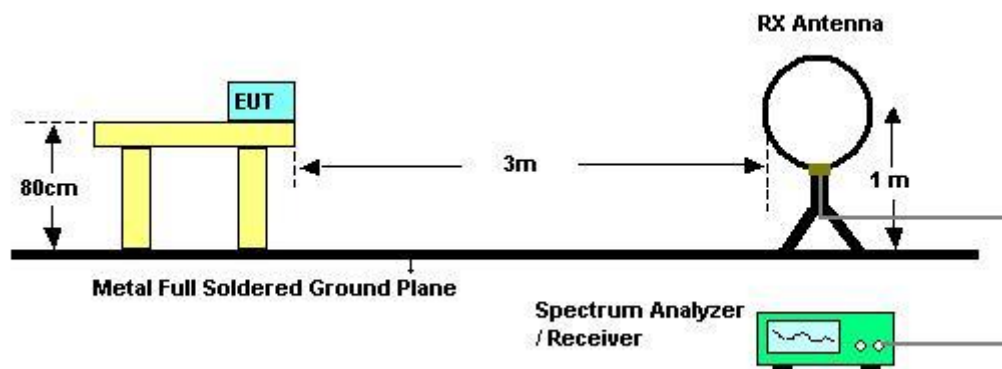 RX Antenna
EUT
3m
80cm
1 m
Metal Full Soldered Ground Plane
Spectrum Analyzer
/ Receiver